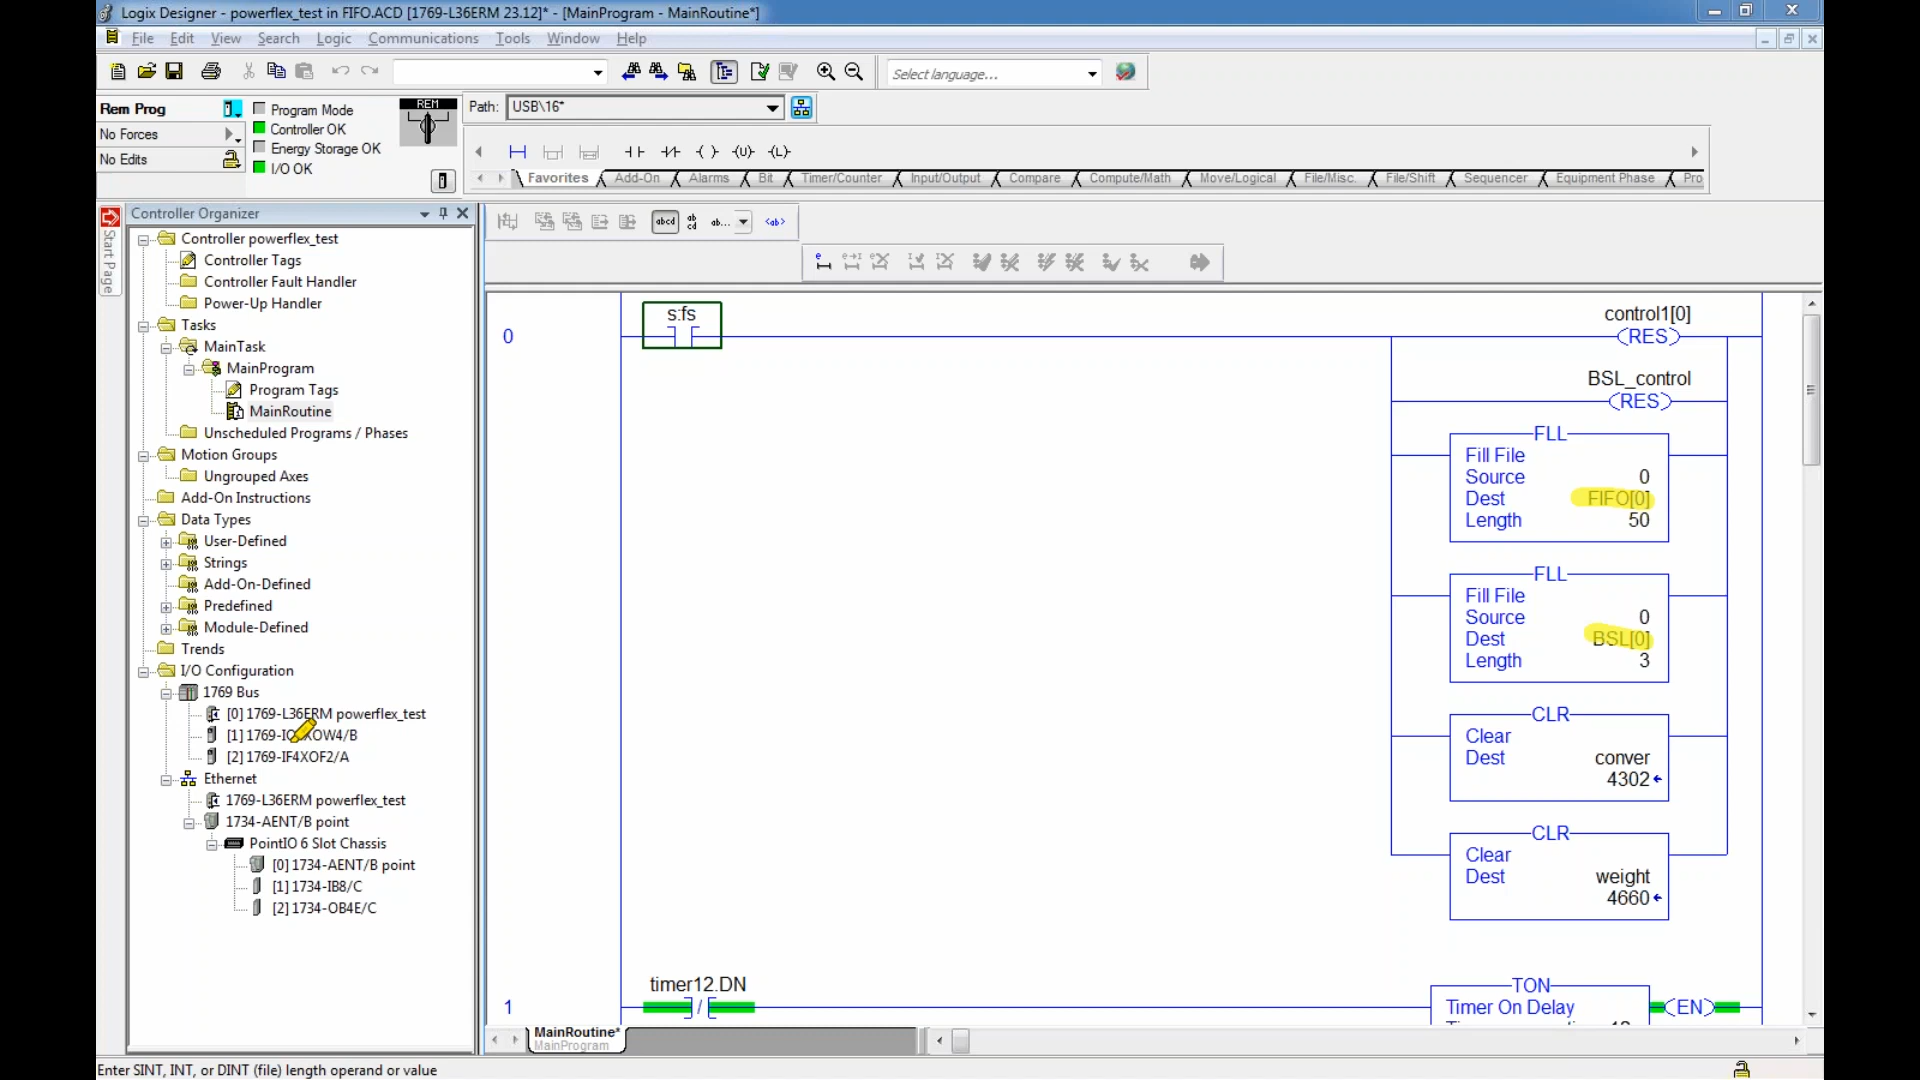 Logix Designer - powerflex_test in FIFO.ACD [1769-L36ERM 23.12]* - [MainProgram - MainRoutine*]
File Edit View Search Logic Communications Tools Window Help
Select language...
Rem Prog
No Forces
No Edits
Program Mode
Controller OK
Energy Storage OK
I/O OK
REM
Path: USB\16*
Favorites Add-On Alarms Bit Timer/Counter Input/Output Compare Compute/Math Move/Logical File/Misc. File/Shift Sequencer Equipment Phase Pro
Start Page
Controller Organizer
Controller powerflex_test
Controller Tags
Controller Fault Handler
Power-Up Handler
Tasks
MainTask
MainProgram
Program Tags
MainRoutine
Unscheduled Programs / Phases
Motion Groups
Ungrouped Axes
Add-On Instructions
Data Types
User-Defined
Strings
Add-On-Defined
Predefined
Module-Defined
Trends
I/O Configuration
1769 Bus
[0] 1769-L36ERM powerflex_test
[2] 1769-IF4XOF2/A
Ethernet
1769-L36ERM powerflex_test
1734-AENT/B point
PointIO 6 Slot Chassis
[0] 1734-AENT/B point
[1] 1734-IB8/C
[2] 1734-OB4E/C
0
s:fs
control1[0]
RES
BSL_control
RES
FLL
Fill File
Source 0
Dest FIFO[0]
Length 50
FLL
Fill File
Source 0
Dest BSL[0]
Length 3
CLR
Clear
Dest conver
4302
CLR
Clear
Dest weight
4660
1
timer12.DN
TON
Timer On Delay
EN
MainRoutine*
MainProgram
Enter SINT, INT, or DINT (file) length operand or value